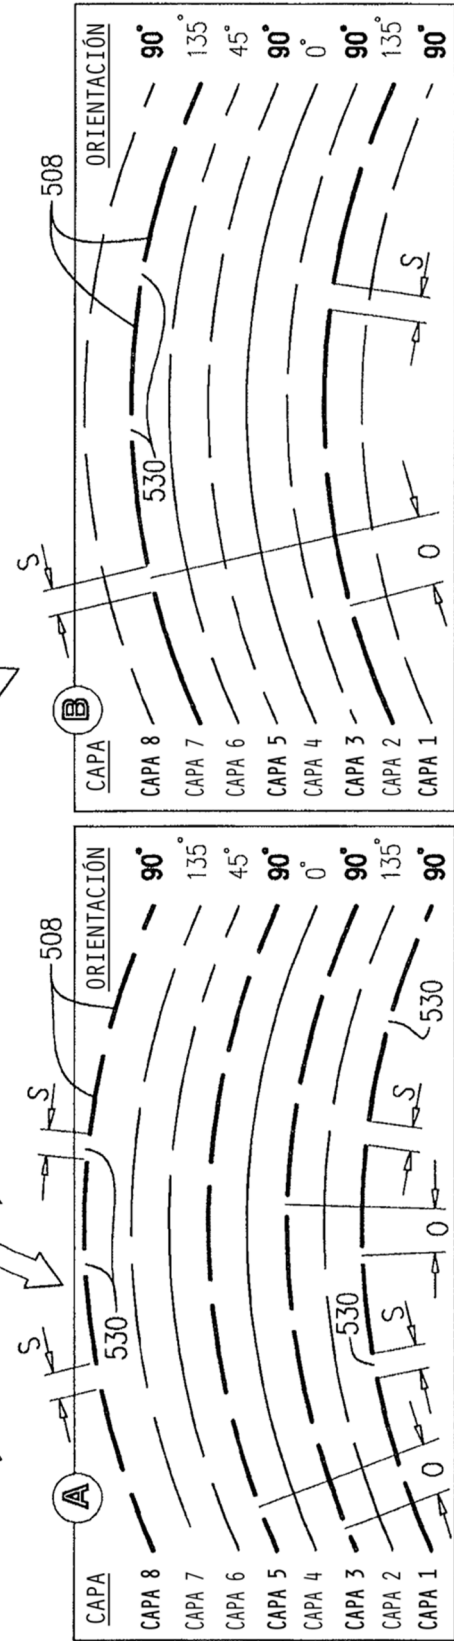 A
CAPA ORIENTACIÓN
CAPA 8 90°
CAPA 7 135°
CAPA 6 45°
CAPA 5 90°
CAPA 4 0°
CAPA 3 90°
CAPA 2 135°
CAPA 1 90°
S
S
508
530
530
530
S
S
O
O
B
CAPA ORIENTACIÓN
CAPA 8 90°
CAPA 7 135°
CAPA 6 45°
CAPA 5 90°
CAPA 4 0°
CAPA 3 90°
CAPA 2 135°
CAPA 1 90°
S
508
530
S
O